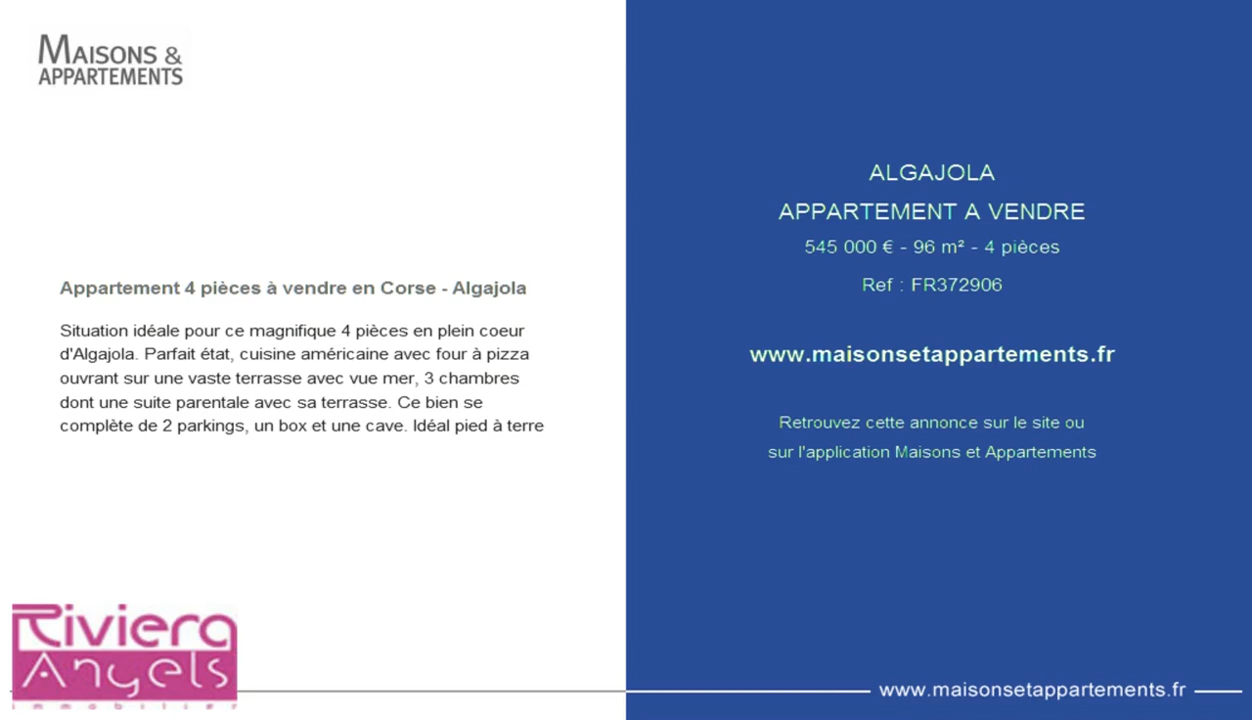 MAISONS &
APPARTEMENTS
Appartement 4 pièces à vendre en Corse - Algajola
Situation idéale pour ce magnifique 4 pièces en plein coeur
d'Algajola. Parfait état, cuisine américaine avec four à pizza
ouvrant sur une vaste terrasse avec vue mer, 3 chambres
dont une suite parentale avec sa terrasse. Ce bien se
complète de 2 parkings, un box et une cave. Idéal pied à terre
Riviera
Angels
immobilier
ALGAJOLA
APPARTEMENT A VENDRE
545 000 € - 96 m² - 4 pièces
Ref : FR372906
www.maisonsetappartements.fr
Retrouvez cette annonce sur le site ou
sur l'application Maisons et Appartements
www.maisonsetappartements.fr